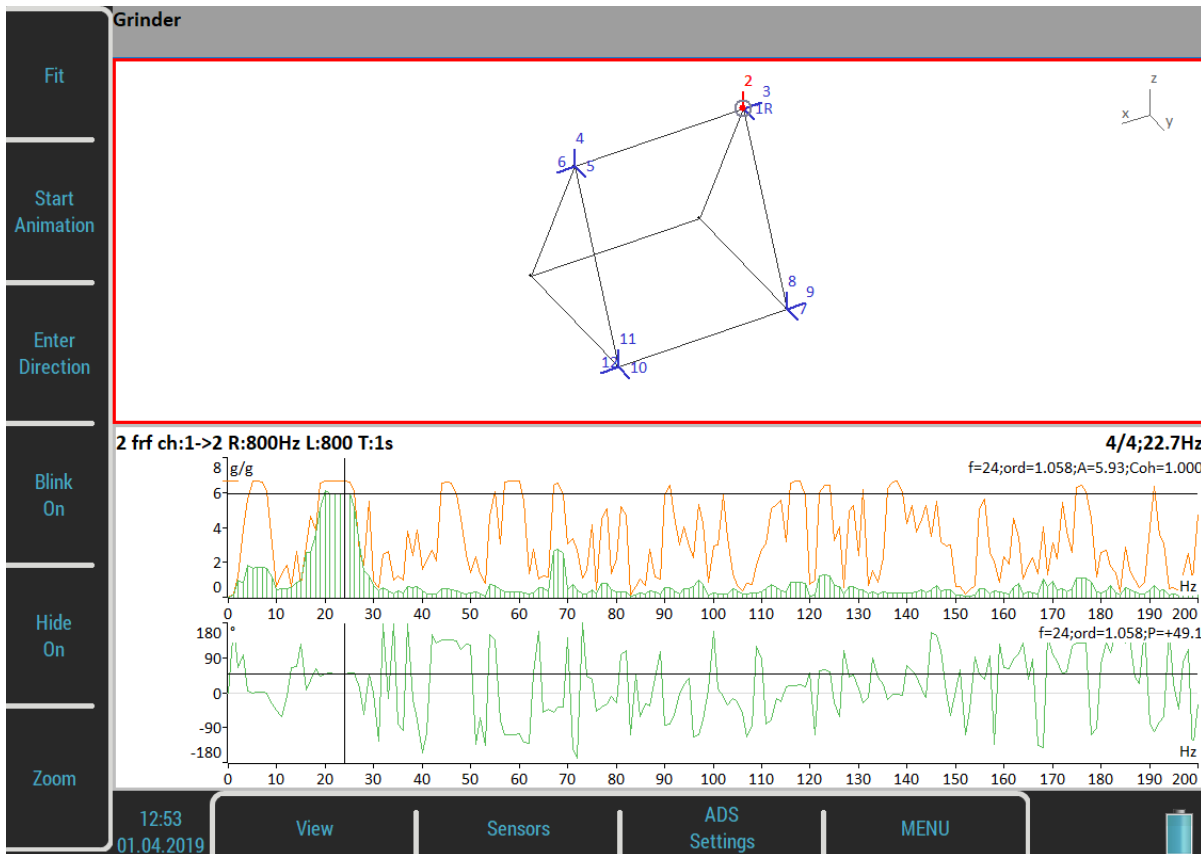 Grinder
Fit
Start
Animation
Enter
Direction
Blink
On
Hide
On
Zoom
2
3
1R
4
6
5
8
9
7
11
12
10
z
x
y
2 frf ch:1->2 R:800Hz L:800 T:1s
4/4;22.7Hz
8
g/g
f=24;ord=1.058;A=5.93;Coh=1.000
6
4
2
0
Hz
0 10 20 30 40 50 60 70 80 90 100 110 120 130 140 150 160 170 180 190 200
180
°
f=24;ord=1.058;P=+49.1
90
0
-90
-180
Hz
0 10 20 30 40 50 60 70 80 90 100 110 120 130 140 150 160 170 180 190 200
12:53
01.04.2019
View
Sensors
ADS
Settings
MENU